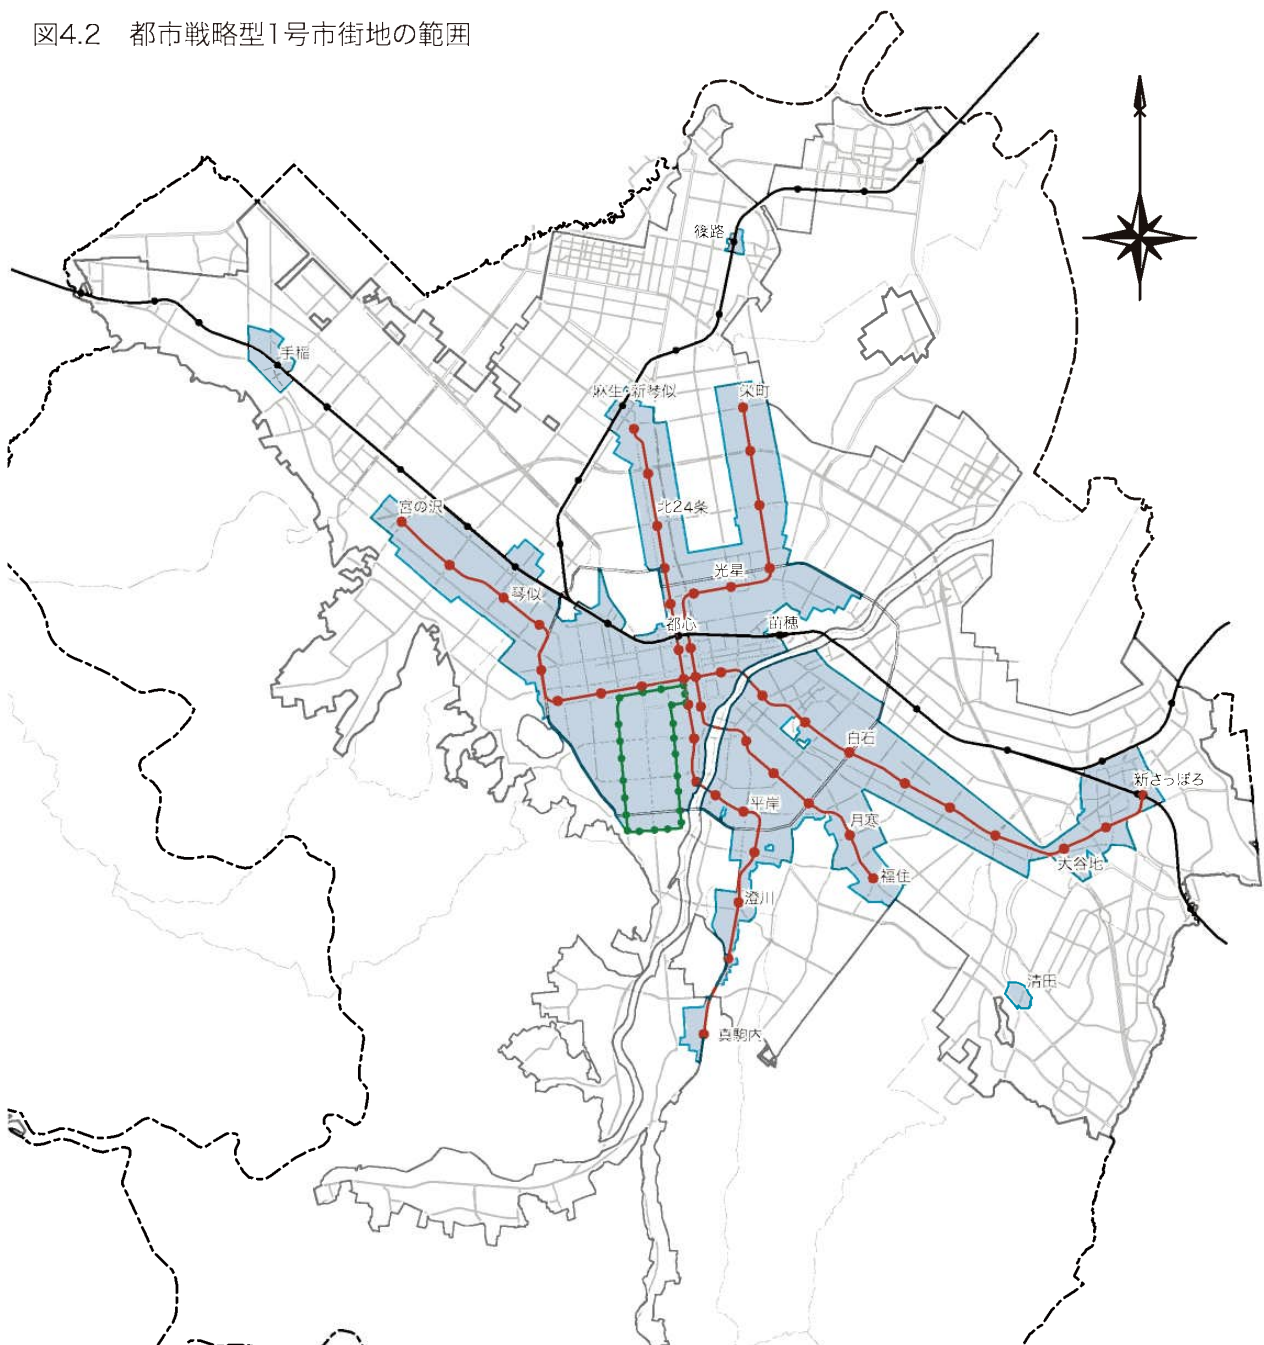 図4.2　都市戦略型1号市街地の範囲
篠路
手稲
麻生・新琴似
栄町
宮の沢
北24条
光星
琴似
都心
苗穂
白石
新さっぽろ
平岸
月寒
大谷地
福住
澄川
清田
真駒内